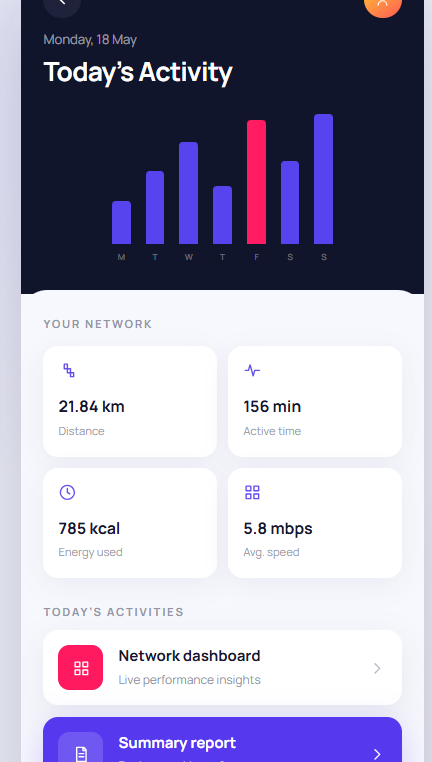 Monday, 18 May
Today's Activity
M T W T F S S
YOUR NETWORK
21.84 km
Distance
156 min
Active time
785 kcal
Energy used
5.8 mbps
Avg. speed
TODAY'S ACTIVITIES
Network dashboard
Live performance insights
Summary report